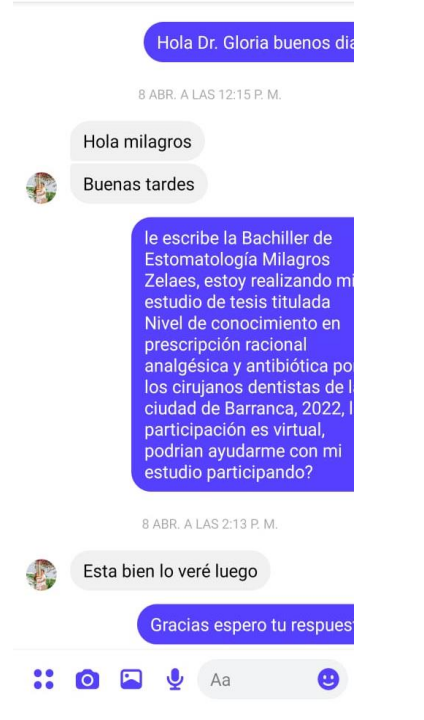 Hola Dr. Gloria buenos dia
8 ABR. A LAS 12:15 P. M.
Hola milagros
Buenas tardes
le escribe la Bachiller de
Estomatología Milagros
Zelaes, estoy realizando mi
estudio de tesis titulada
Nivel de conocimiento en
prescripción racional
analgésica y antibiótica po
los cirujanos dentistas de l
ciudad de Barranca, 2022, l
participación es virtual,
podrian ayudarme con mi
estudio participando?
8 ABR. A LAS 2:13 P. M.
Esta bien lo veré luego
Gracias espero tu respues
Aa